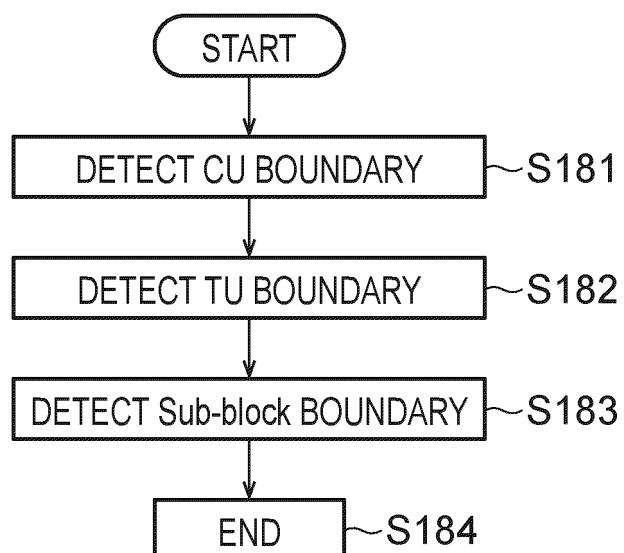 START
DETECT CU BOUNDARY S181
DETECT TU BOUNDARY S182
DETECT Sub-block BOUNDARY S183
END S184